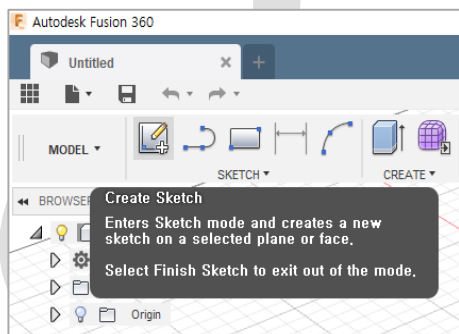 Autodesk Fusion 360
Untitled
MODEL
SKETCH
CREATE
BROWSER
Create Sketch
Enters Sketch mode and creates a new
sketch on a selected plane or face.
Select Finish Sketch to exit out of the mode.
Origin